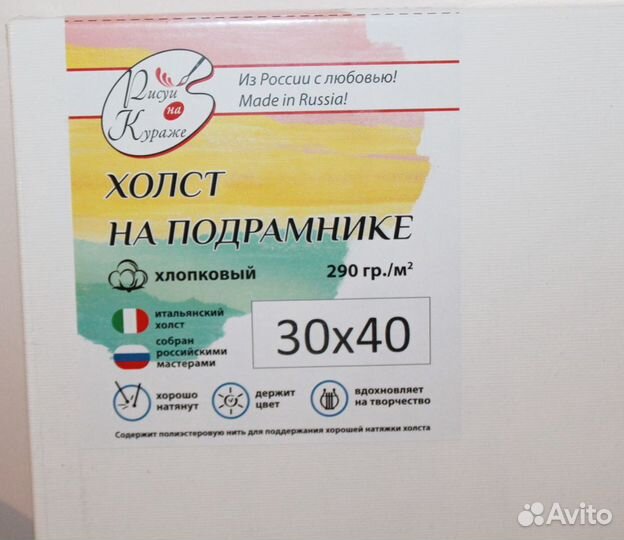 Рисуй
на
Кураже
Из России с любовью!
Made in Russia!
ХОЛСТ
НА ПОДРАМНИКЕ
хлопковый 290 гр./м²
итальянский
холст
собран
российскими
мастерами
30x40
хорошо
натянут
держит
цвет
вдохновляет
на творчество
Содержит полиэстеровую нить для поддержания хорошей натяжки холста
Avito